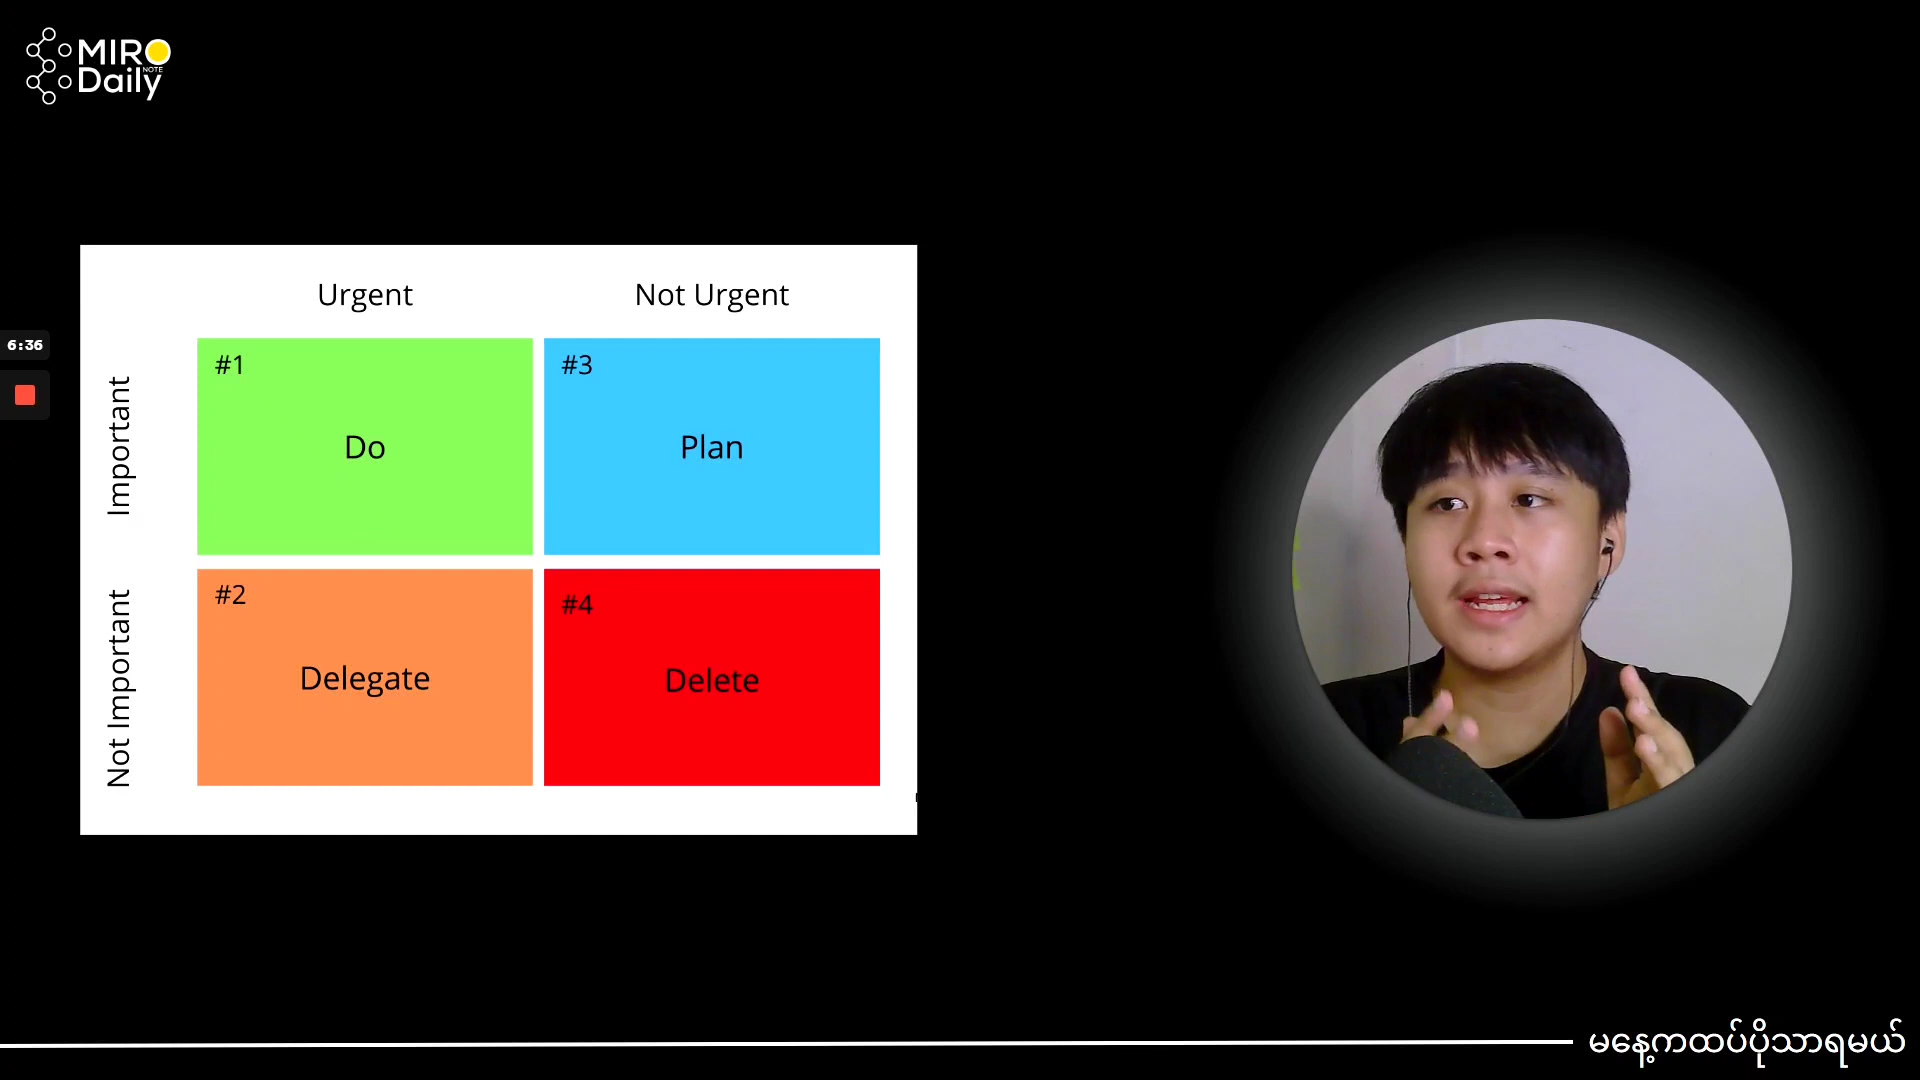 MIRO
NOTE
Daily
6:36
Urgent
Not Urgent
Important
#1
Do
#3
Plan
Not Important
#2
Delegate
#4
Delete
မနေ့ကထပ်ပိုသာရမယ်